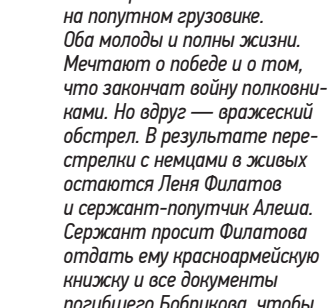 на попутном грузовике.
Оба молоды и полны жизни.
Мечтают о победе и о том,
что закончат войну полковни-
ками. Но вдруг — вражеский
обстрел. В результате пере-
стрелки с немцами в живых
остаются Леня Филатов
и сержант-попутчик Алеша.
Сержант просит Филатова
отдать ему красноармейскую
книжку и все документы
погибшего Бобрикова, чтобы